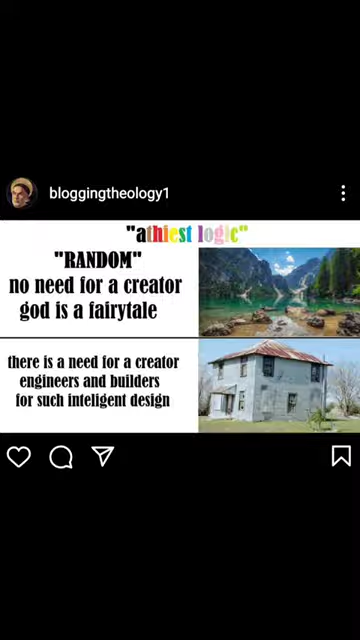 bloggingtheology1
"athiest logic"
"RANDOM"
no need for a creator
god is a fairytale
there is a need for a creator
engineers and builders
for such inteligent design